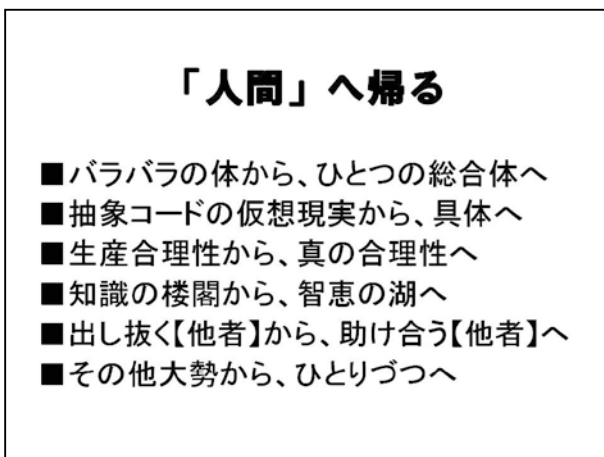 「人間」へ帰る
■バラバラの体から、ひとつの総合体へ
■抽象コードの仮想現実から、具体へ
■生産合理性から、真の合理性へ
■知識の楼閣から、智恵の湖へ
■出し抜く【他者】から、助け合う【他者】へ
■その他大勢から、ひとりづつへ